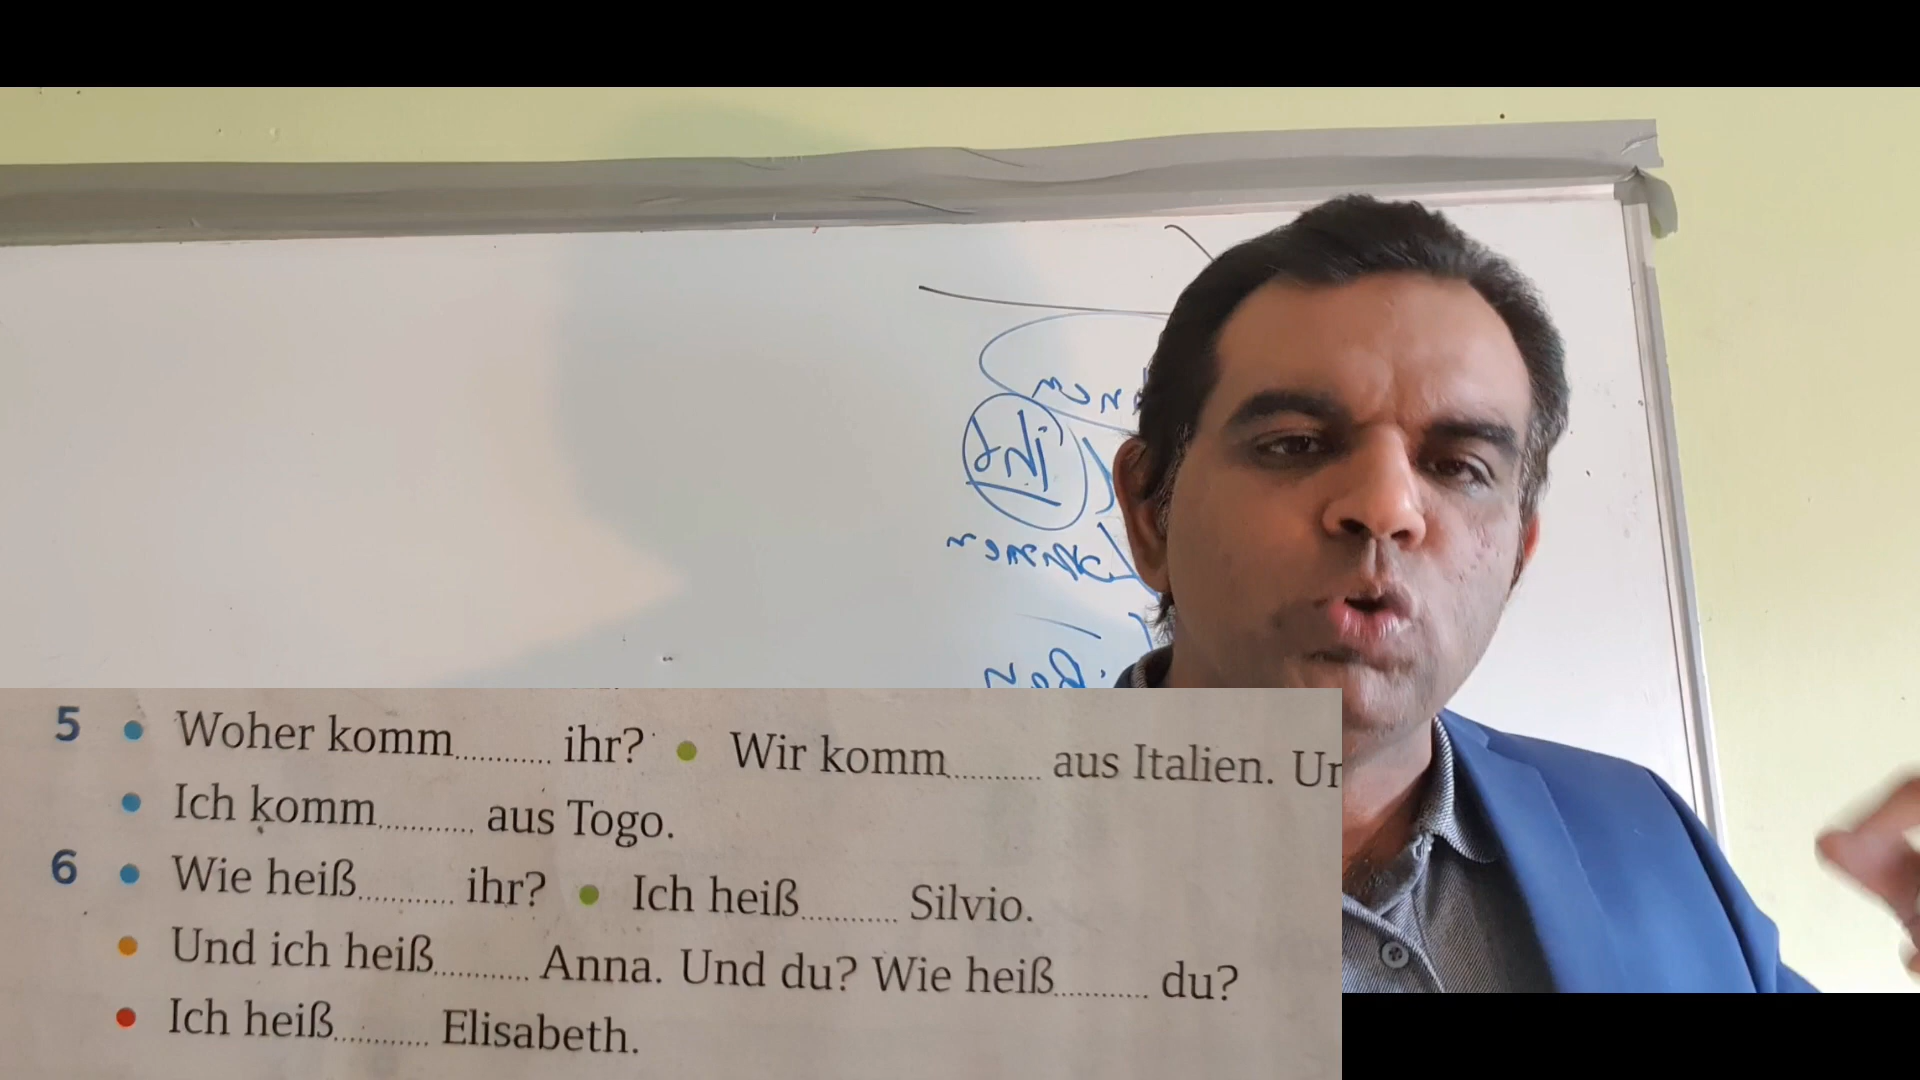 5 • Woher komm............ ihr? • Wir komm............ aus Italien. Un
• Ich komm............ aus Togo.
6 • Wie heiß............ ihr? • Ich heiß............ Silvio.
• Und ich heiß............ Anna. Und du? Wie heiß............ du?
• Ich heiß............ Elisabeth.